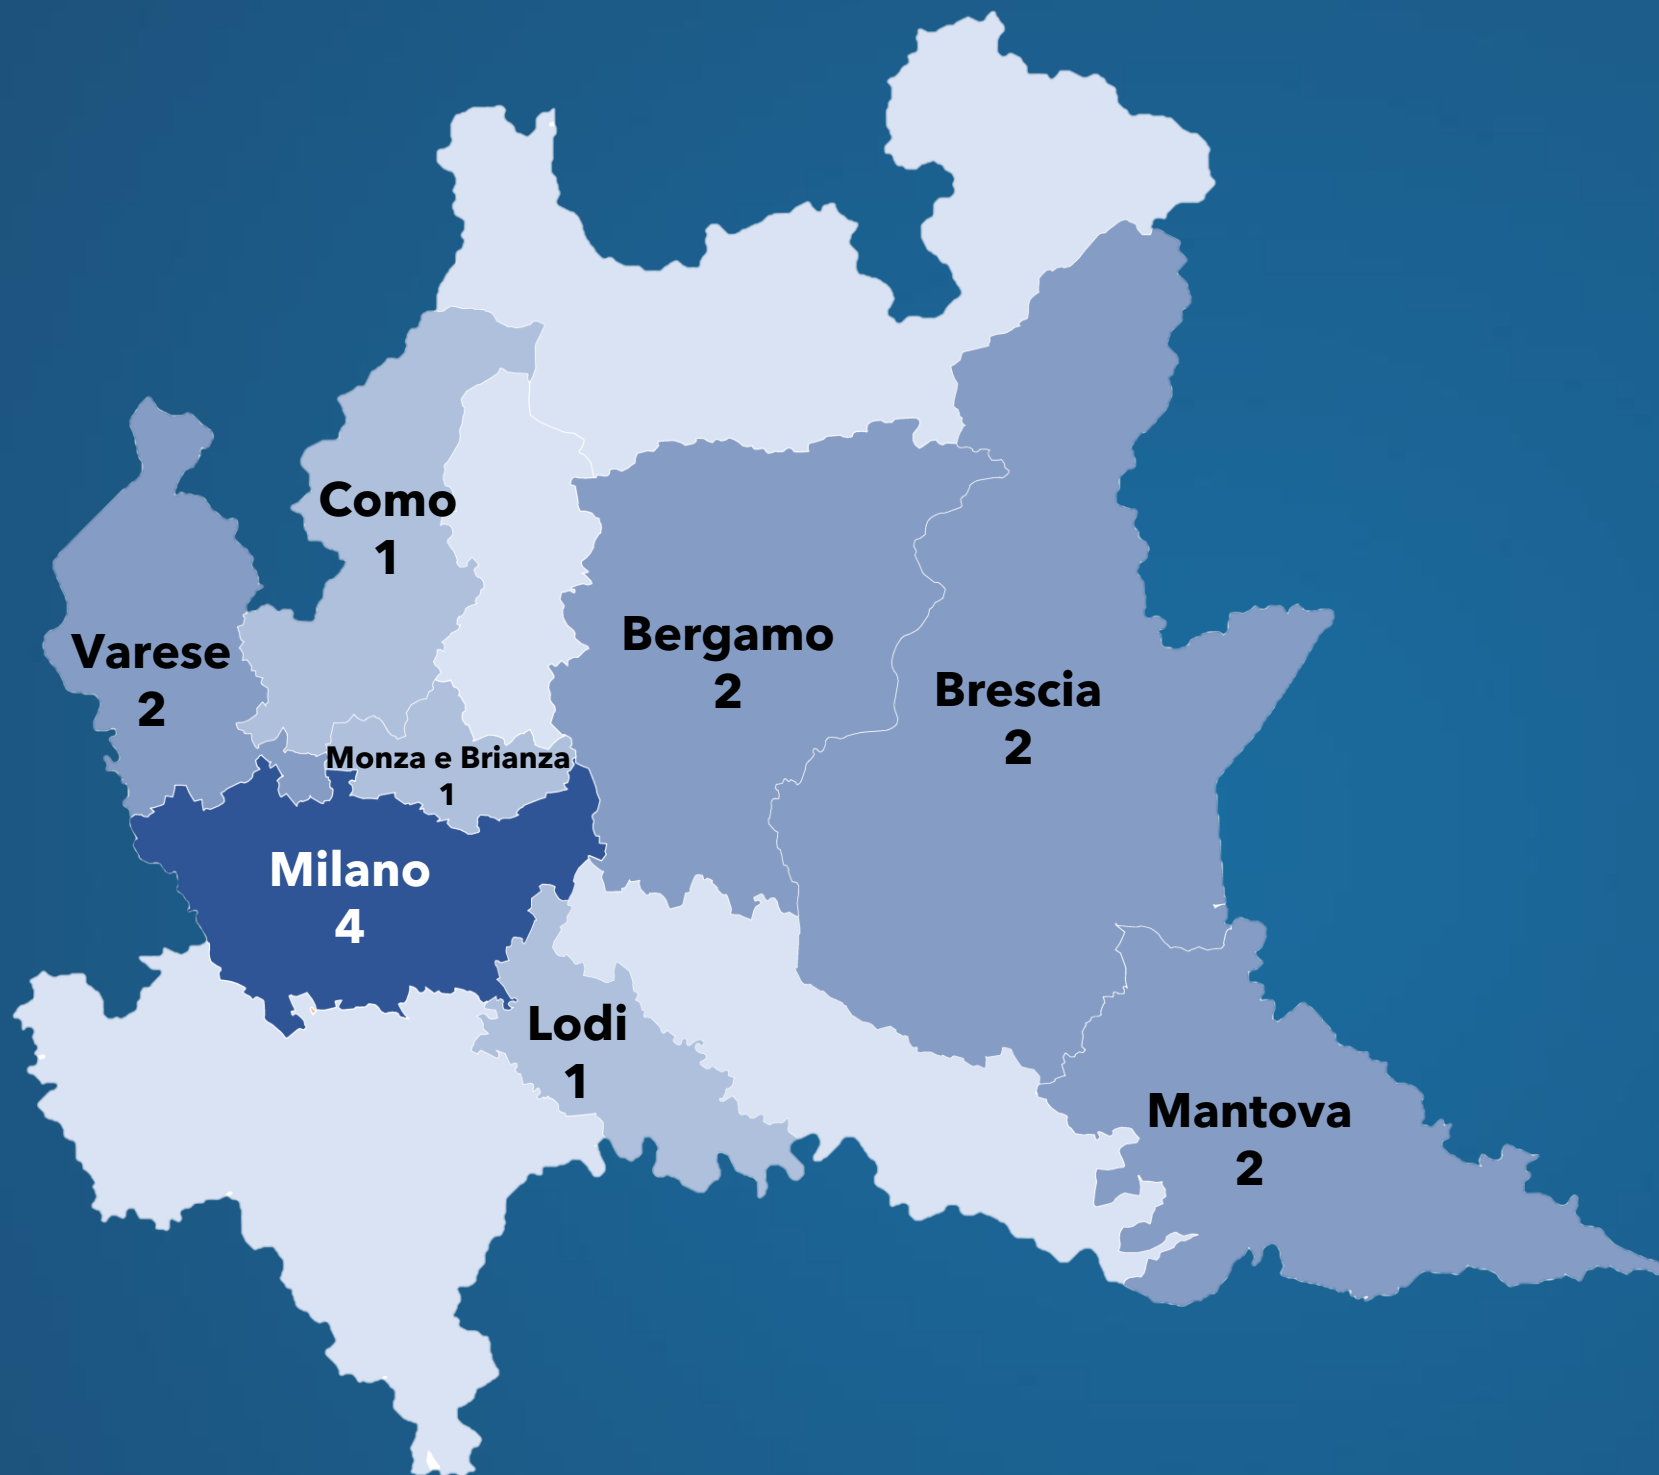 Como
1
Varese
2
Bergamo
2
Brescia
2
Monza e Brianza
1
Milano
4
Lodi
1
Mantova
2